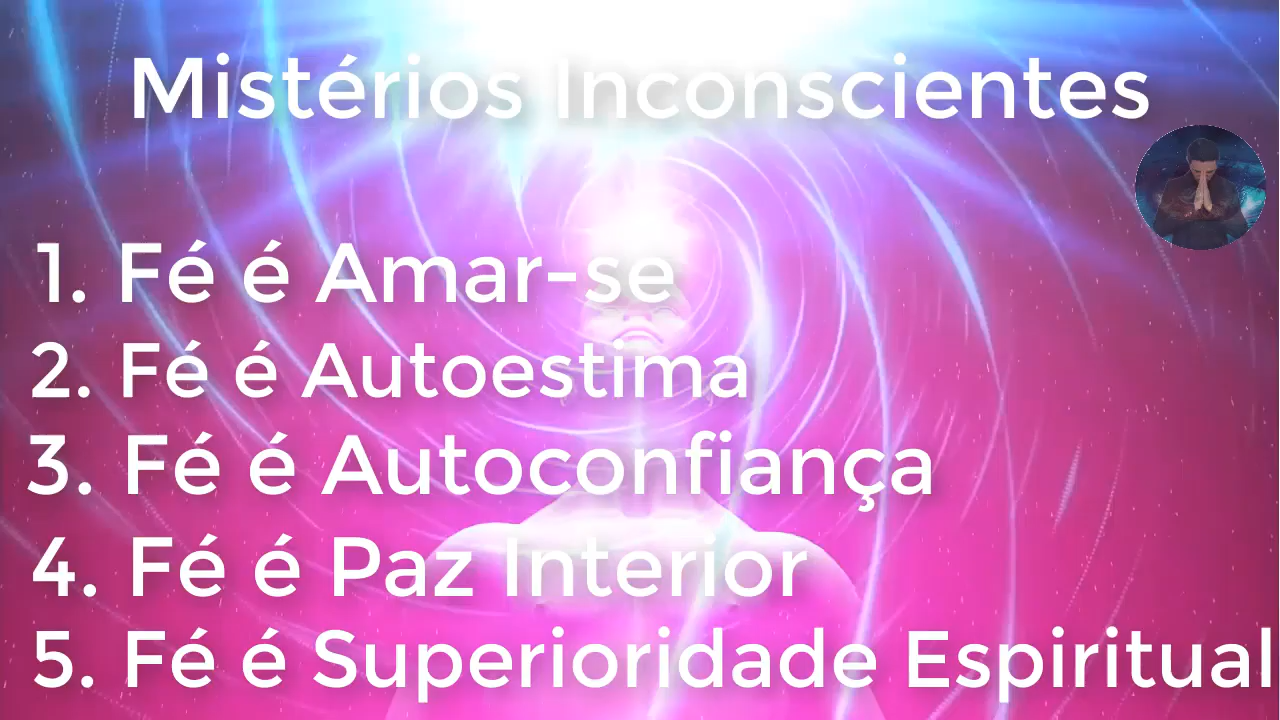 Mistérios Inconscientes
1. Fé é Amar-se
2. Fé é Autoestima
3. Fé é Autoconfiança
4. Fé é Paz Interior
5. Fé é Superioridade Espiritual